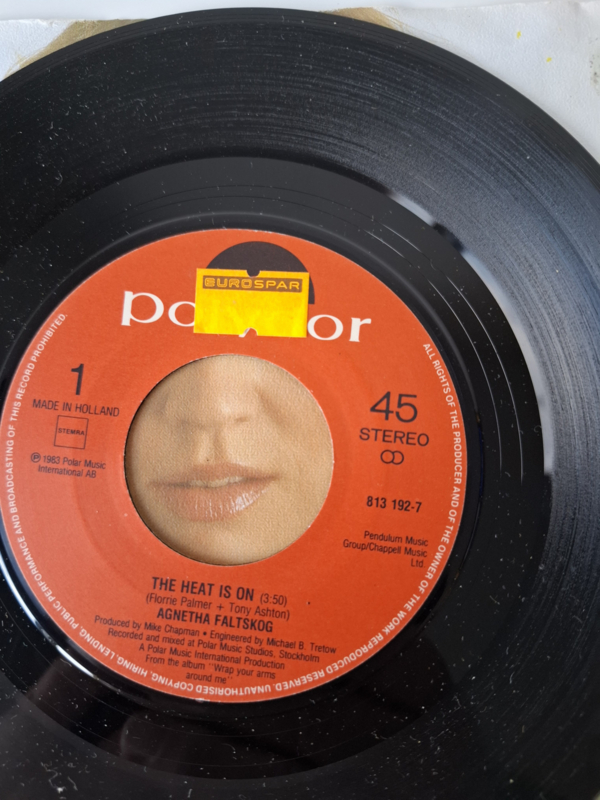 EUROSPAR
polydor
1
MADE IN HOLLAND
STEMRA
℗ 1983 Polar Music
International AB
45
STEREO
813 192-7
Pendulum Music
Group/Chappell Music
Ltd.
THE HEAT IS ON (3:50)
(Florrie Palmer + Tony Ashton)
AGNETHA FALTSKOG
Produced by Mike Chapman • Engineered by Michael B. Tretow
Recorded and mixed at Polar Music Studios, Stockholm
A Polar Music International Production
From the album "Wrap your arms
around me"
ALL RIGHTS OF THE PRODUCER AND OF THE OWNER OF THE WORK REPRODUCED RESERVED. UNAUTHORISED COPYING, HIRING, LENDING, PUBLIC PERFORMANCE AND BROADCASTING OF THIS RECORD PROHIBITED.